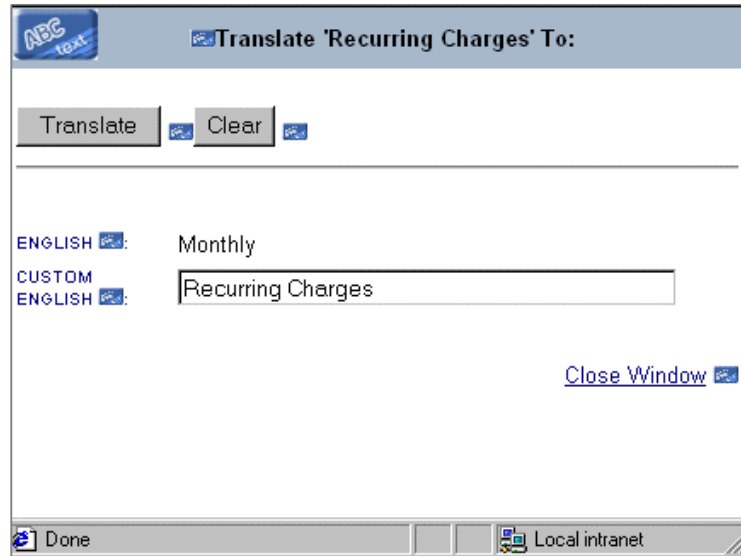 ABC
text
Translate 'Recurring Charges' To:
Translate Clear
ENGLISH : Monthly
CUSTOM
ENGLISH : Recurring Charges
Close Window
Done Local intranet